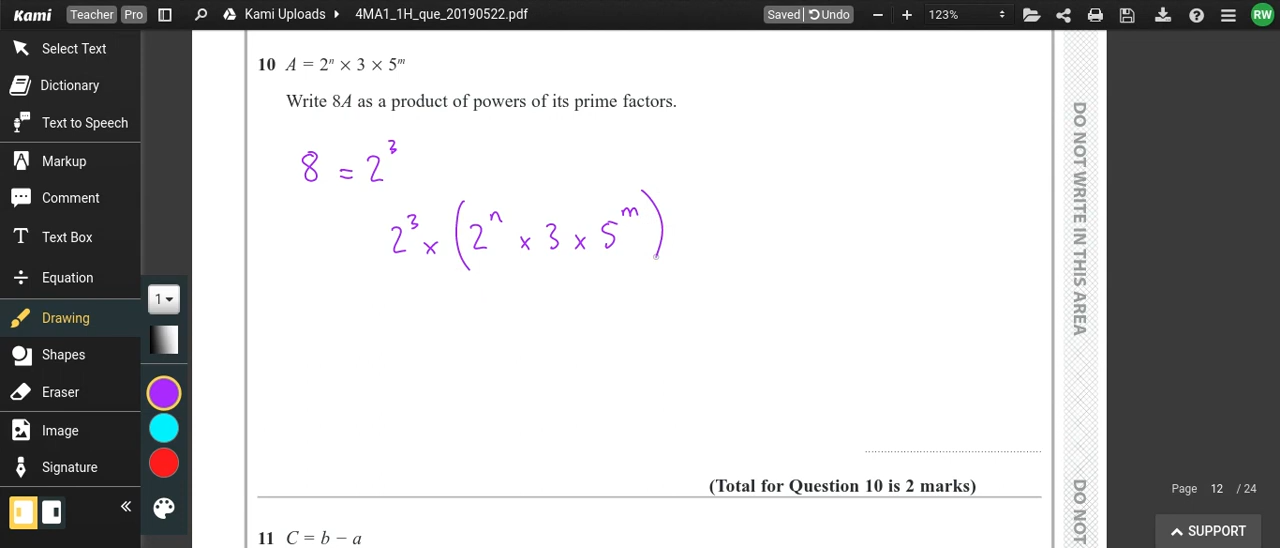 Kami Teacher Pro Kami Uploads 4MA1_1H_que_20190522.pdf Saved Undo 123% RW
Select Text
Dictionary
Text to Speech
Markup
Comment
Text Box
Equation
Drawing
Shapes
Eraser
Image
Signature
1
10 A = 2ⁿ × 3 × 5ᵐ
Write 8A as a product of powers of its prime factors.
8 = 2³
2³ × (2ⁿ × 3 × 5ᵐ)
(Total for Question 10 is 2 marks)
11 C = b − a
DO NOT WRITE IN THIS AREA
DO NOT
Page 12 / 24
SUPPORT